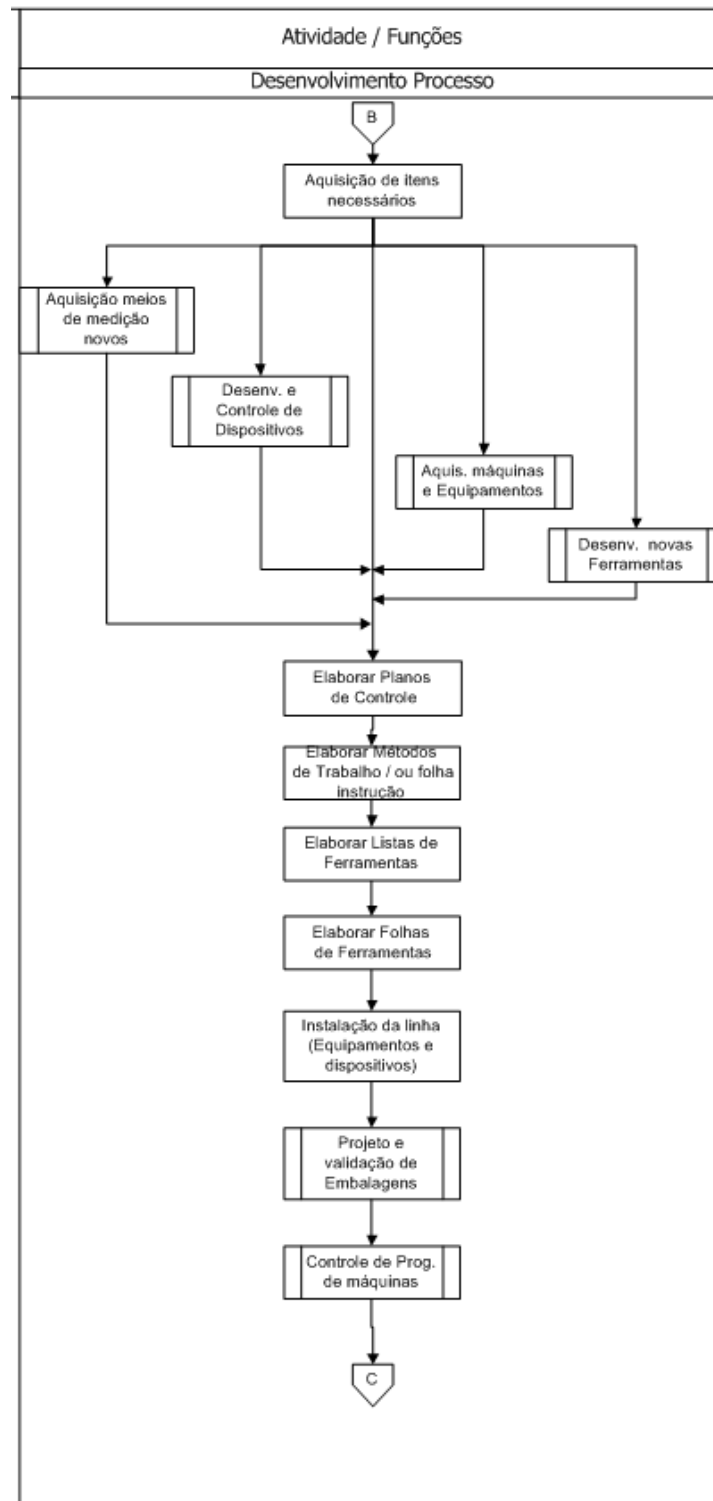 Atividade / Funções
Desenvolvimento Processo
B
Aquisição de itens
necessários
Aquisição meios
de medição
novos
Desenv. e
Controle de
Dispositivos
Aquis. máquinas
e Equipamentos
Desenv. novas
Ferramentas
Elaborar Planos
de Controle
Elaborar Métodos
de Trabalho / ou folha
instrução
Elaborar Listas de
Ferramentas
Elaborar Folhas
de Ferramentas
Instalação da linha
(Equipamentos e
dispositivos)
Projeto e
validação de
Embalagens
Controle de Prog.
de máquinas
C